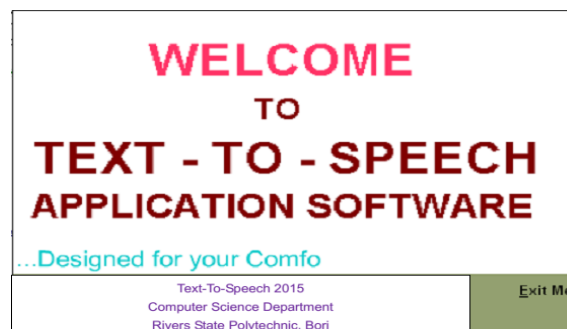 WELCOME
TO
TEXT - TO - SPEECH
APPLICATION SOFTWARE
...Designed for your Comfo
Text-To-Speech 2015
Computer Science Department
Rivers State Polytechnic, Bori
Exit Me